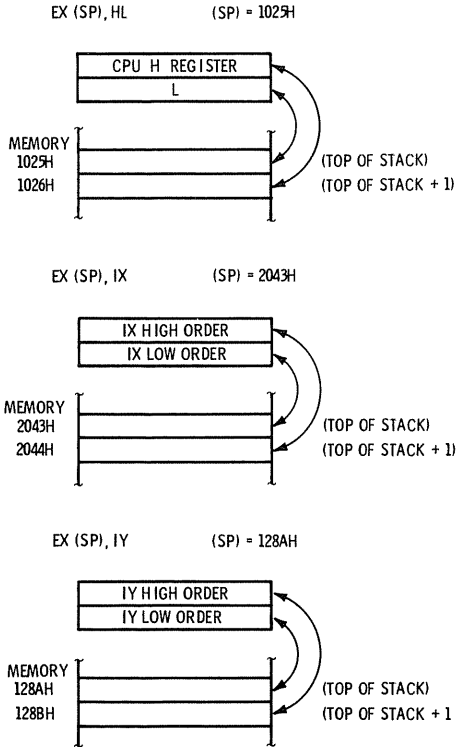 EX (SP), HL (SP) = 1025H
CPU H REGISTER
L
MEMORY
1025H (TOP OF STACK)
1026H (TOP OF STACK + 1)
EX (SP), IX (SP) = 2043H
IX HIGH ORDER
IX LOW ORDER
MEMORY
2043H (TOP OF STACK)
2044H (TOP OF STACK + 1)
EX (SP), IY (SP) = 128AH
IY HIGH ORDER
IY LOW ORDER
MEMORY
128AH (TOP OF STACK)
128BH (TOP OF STACK + 1